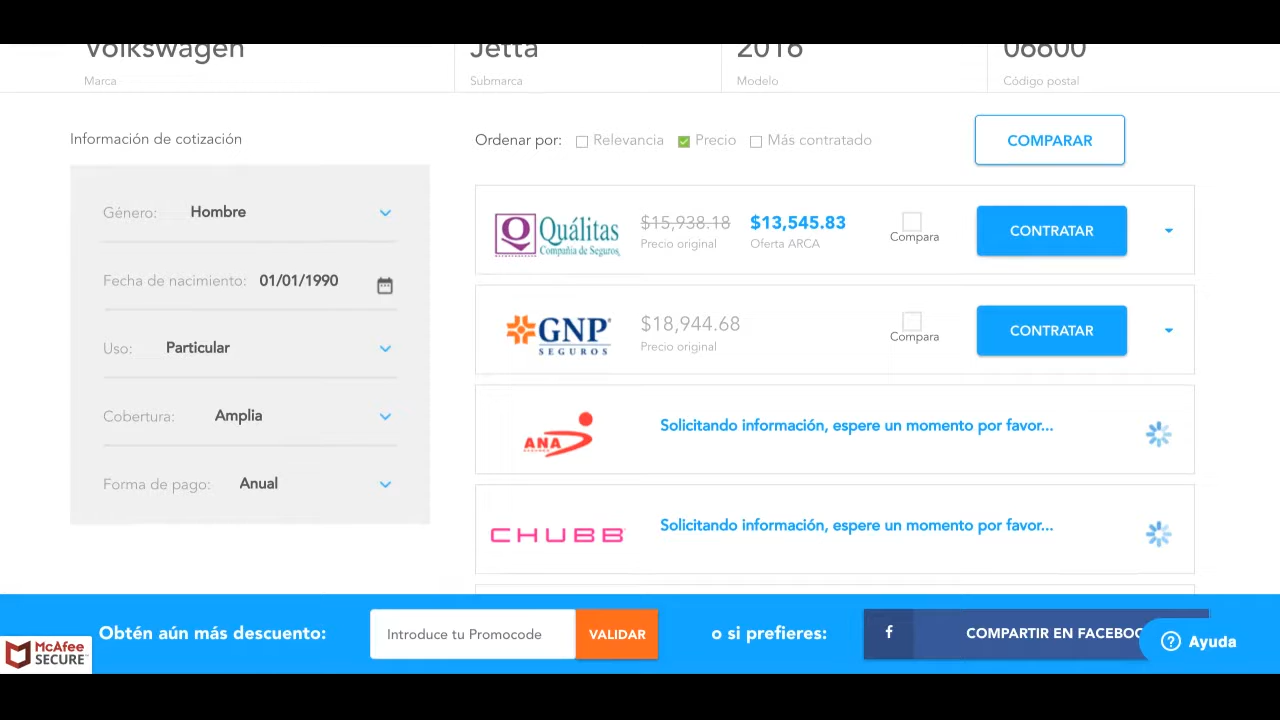 Volkswagen
Jetta
2016
06600
Marca
Submarca
Modelo
Código postal
Información de cotización
Ordenar por:
Relevancia
Precio
Más contratado
COMPARAR
Género:
Hombre
Fecha de nacimiento:
01/01/1990
Uso:
Particular
Cobertura:
Amplia
Forma de pago:
Anual
Quálitas
Compañía de Seguros
$15,938.18
Precio original
$13,545.83
Oferta ARCA
Compara
CONTRATAR
GNP
SEGUROS
$18,944.68
Precio original
Compara
CONTRATAR
ANA
Solicitando información, espere un momento por favor...
CHUBB
Solicitando información, espere un momento por favor...
Obtén aún más descuento:
Introduce tu Promocode
VALIDAR
o si prefieres:
f
COMPARTIR EN FACEBOO
? Ayuda
McAfee
SECURE